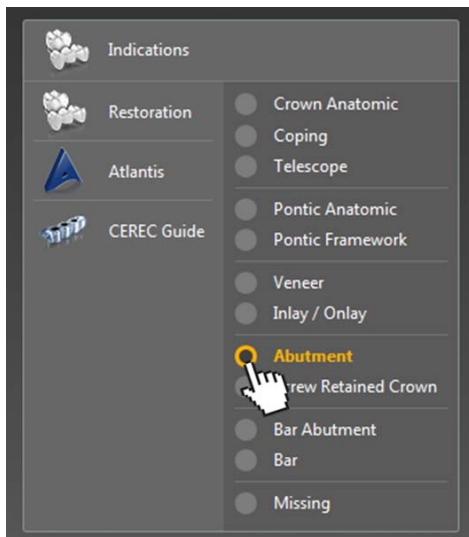 Indications
Restoration
Atlantis
CEREC Guide
Crown Anatomic
Coping
Telescope
Pontic Anatomic
Pontic Framework
Veneer
Inlay / Onlay
Abutment
rew Retained Crown
Bar Abutment
Bar
Missing